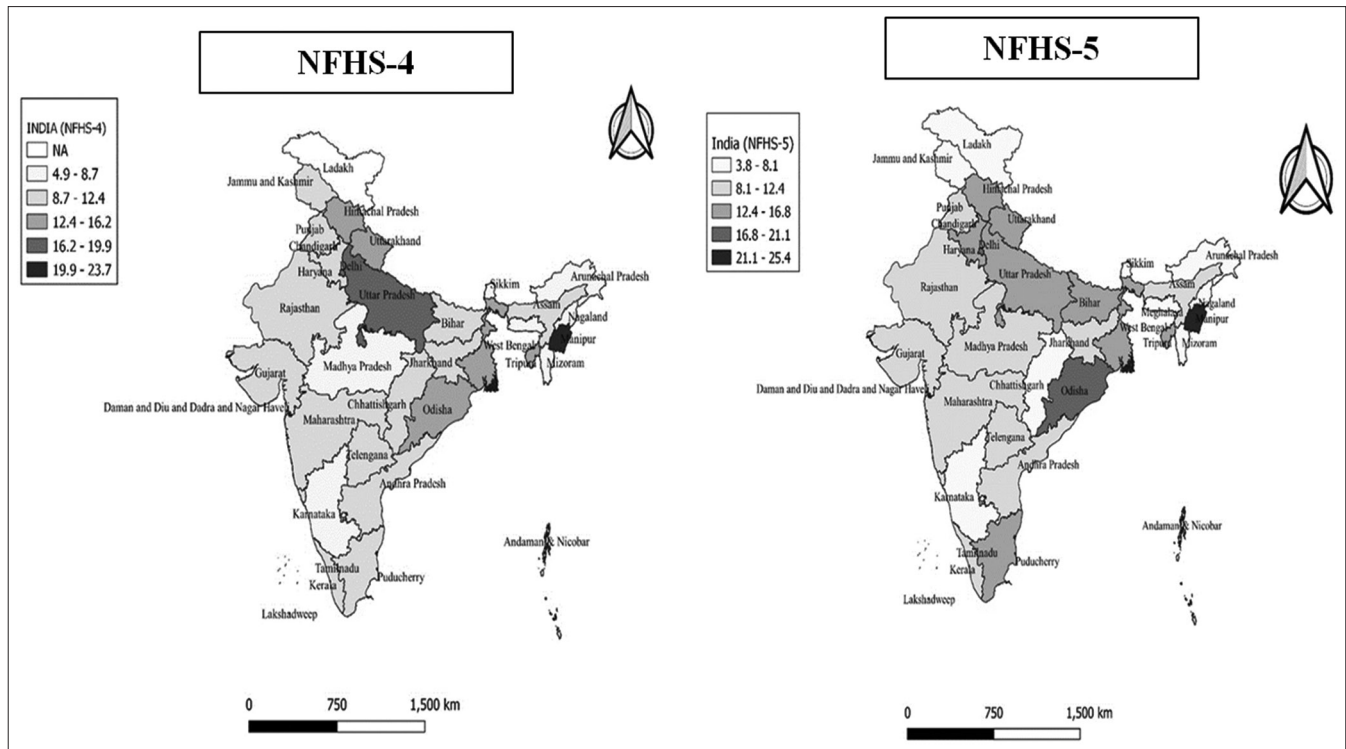 NFHS-4
INDIA (NFHS-4)
NA
4.9 - 8.7
8.7 - 12.4
12.4 - 16.2
16.2 - 19.9
19.9 - 23.7
Ladakh
Jammu and Kashmir
Himachal Pradesh
Punjab
Chandigarh
Uttarakhand
Haryana
Delhi
Uttar Pradesh
Sikkim
Arunachal Pradesh
Rajasthan
Assam
Nagaland
Bihar
Manipur
West Bengal
Tripura
Mizoram
Gujarat
Madhya Pradesh
Jharkhand
Daman and Diu and Dadra and Nagar Haveli
Chhattishgarh
Odisha
Maharashtra
Telengana
Andhra Pradesh
Karnataka
Andaman & Nicobar
Tamilnadu
Puducherry
Kerala
Lakshadweep
0 750 1,500 km
NFHS-5
India (NFHS-5)
3.8 - 8.1
8.1 - 12.4
12.4 - 16.8
16.8 - 21.1
21.1 - 25.4
Ladakh
Jammu and Kashmir
Himachal Pradesh
Punjab
Chandigarh
Uttarakhand
Haryana
Delhi
Uttar Pradesh
Sikkim
Arunachal Pradesh
Rajasthan
Bihar
Assam
Nagaland
Meghalaya
Manipur
West Bengal
Tripura
Mizoram
Gujarat
Madhya Pradesh
Jharkhand
Daman and Diu and Dadra and Nagar Haveli
Chhattishgarh
Odisha
Maharashtra
Telengana
Andhra Pradesh
Karnataka
Andaman & Nicobar
Tamilnadu
Puducherry
Kerala
Lakshadweep
0 750 1,500 km